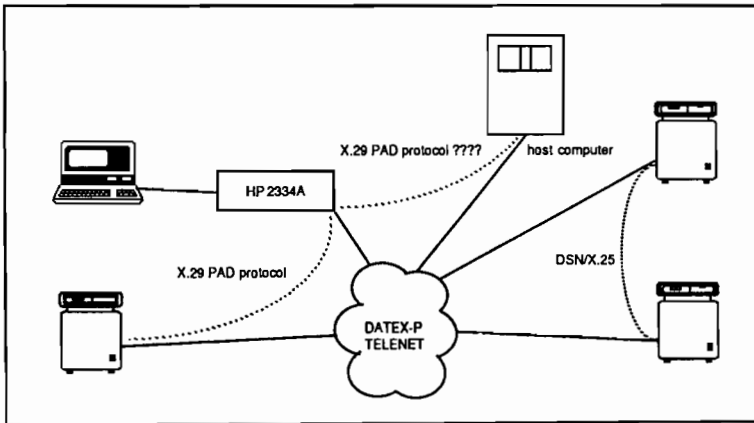 X.29 PAD protocol ????
host computer
HP 2334A
X.29 PAD protocol
DSN/X.25
DATEX-P
TELENET